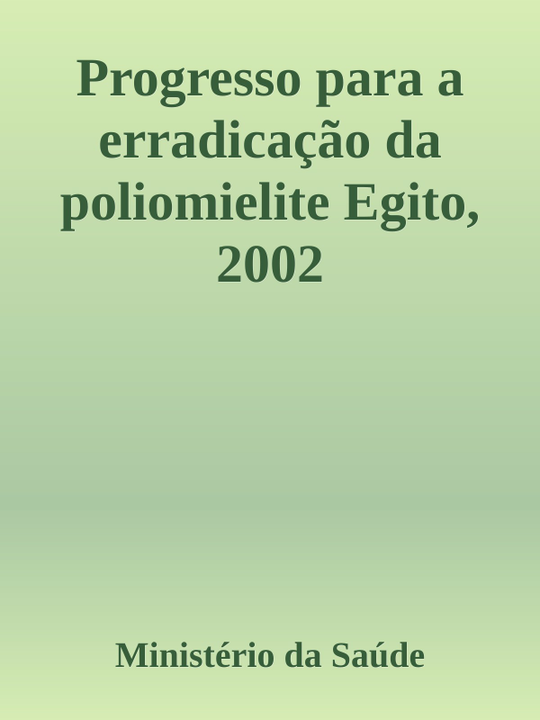 Progresso para a
erradicação da
poliomielite Egito,
2002
Ministério da Saúde